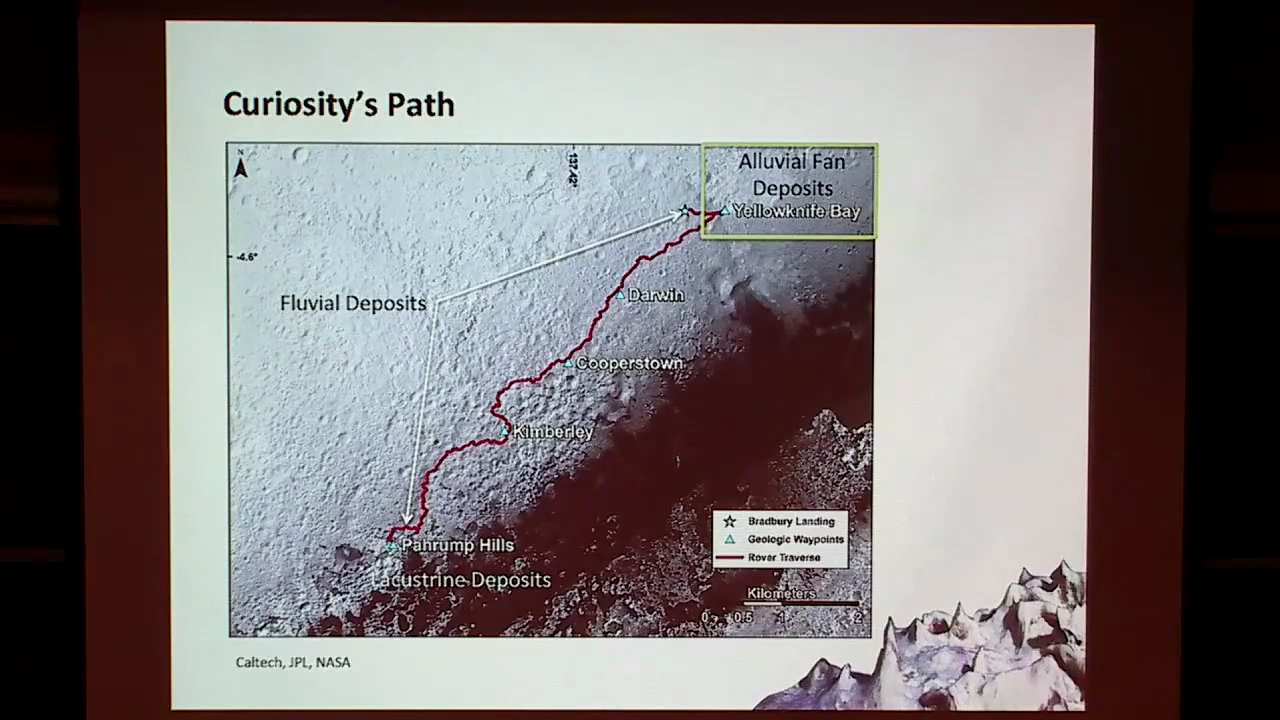 Curiosity's Path
N
137.42°
Alluvial Fan
Deposits
Yellowknife Bay
-4.6°
Darwin
Fluvial Deposits
Cooperstown
Kimberley
Bradbury Landing
Geologic Waypoints
Rover Traverse
Pahrump Hills
Lacustrine Deposits
Kilometers
0 0.5 1 2
Caltech, JPL, NASA